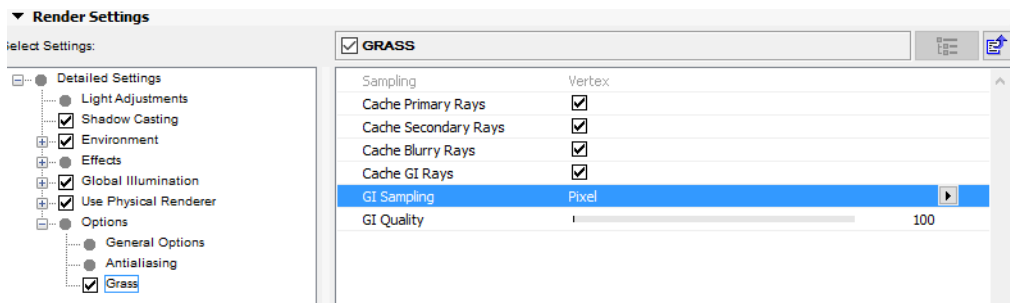 Render Settings
Select Settings:
GRASS
Detailed Settings
Light Adjustments
Shadow Casting
Environment
Effects
Global Illumination
Use Physical Renderer
Options
General Options
Antialiasing
Grass
Sampling Vertex
Cache Primary Rays
Cache Secondary Rays
Cache Blurry Rays
Cache GI Rays
GI Sampling Pixel
GI Quality 100